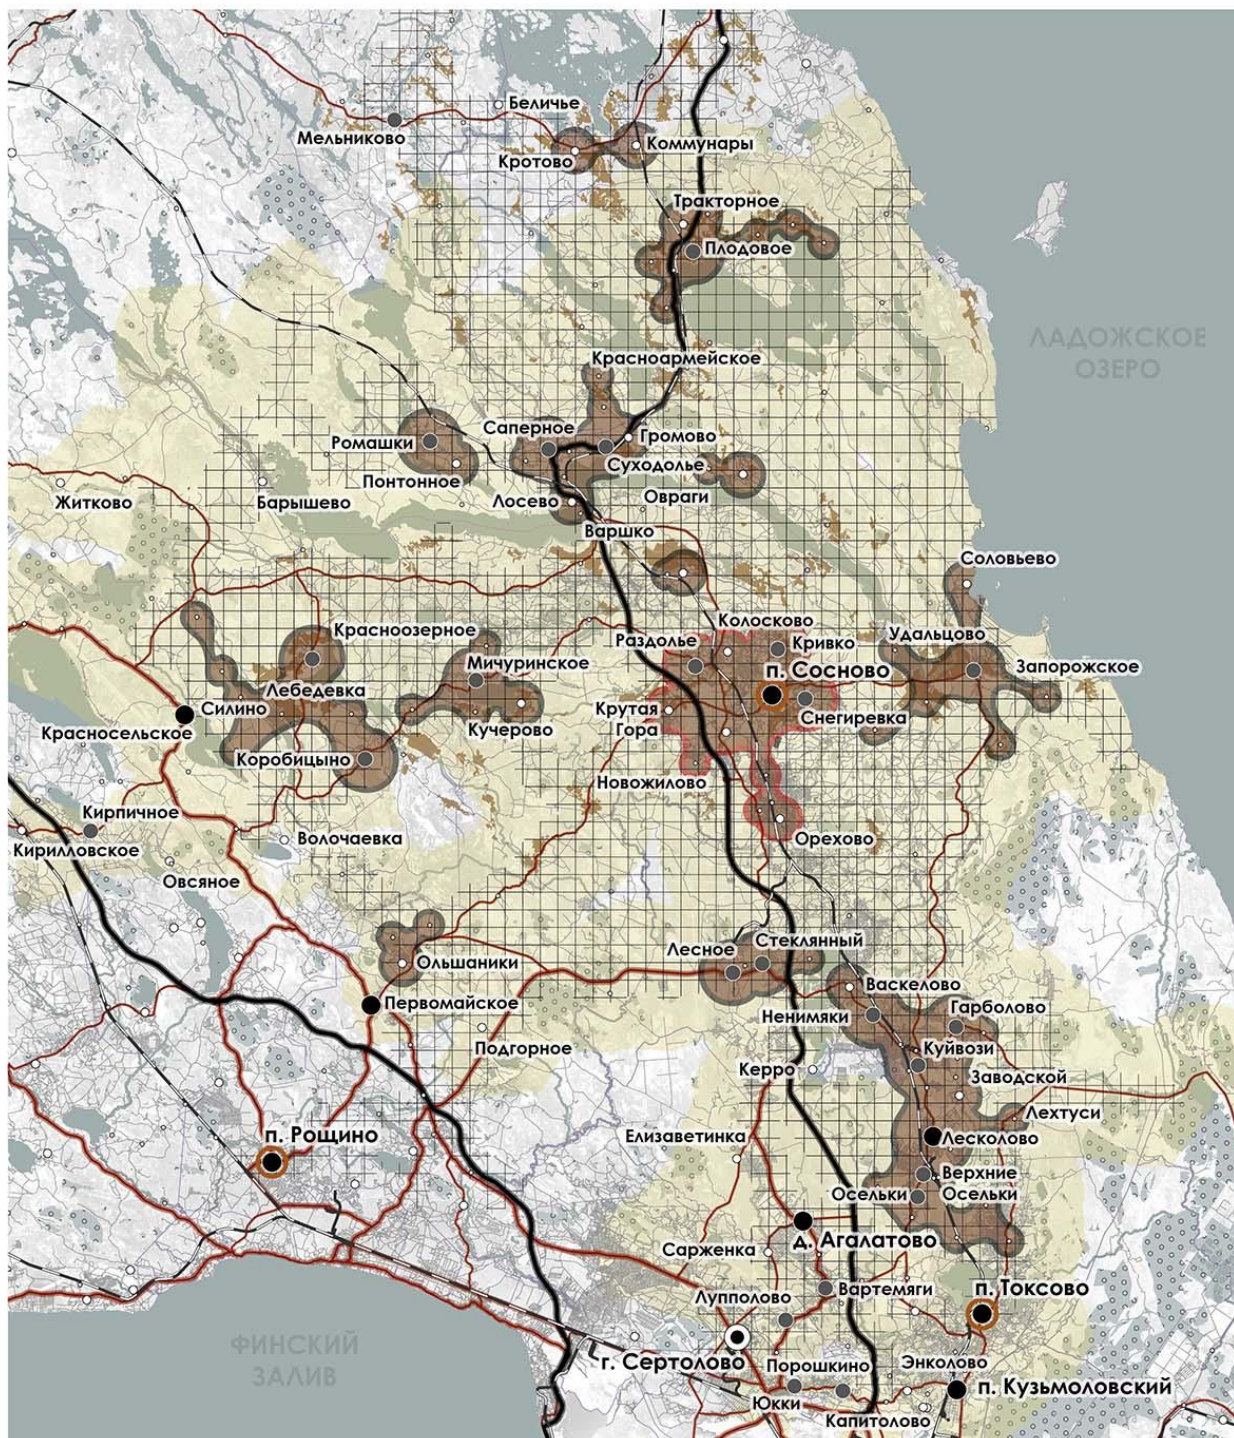 Беличье
Мельниково
Кротово
Коммунары
Тракторное
Плодовое
ЛАДОЖСКОЕ
ОЗЕРО
Красноармейское
Саперное
Ромашки
Громово
Суходолье
Понтонное
Житково
Барышево
Лосево
Овраги
Варшко
Соловьево
Колосково
Красноозерное
Раздолье
Кривко
Удальцово
Мичуринское
п. Сосново
Запорожское
Лебедевка
Силино
Крутая
Гора
Снегиревка
Красносельское
Кучерово
Коробицыно
Новожилово
Кирпичное
Волочаевка
Орехово
Кирилловское
Овсяное
Лесное
Стеклянный
Ольшаники
Васкелово
Первомайское
Гарболово
Ненимяки
Подгорное
Куйвози
Керро
Заводской
Лехтуси
п. Рощино
Елизаветинка
Лесколово
Верхние
Осельки
Осельки
д. Агалатово
Сарженка
Вартемяги
п. Токсово
Лупполово
ФИНСКИЙ
ЗАЛИВ
г. Сертолово
Порошкино
Энколово
п. Кузьмоловский
Юкки
Капитолово